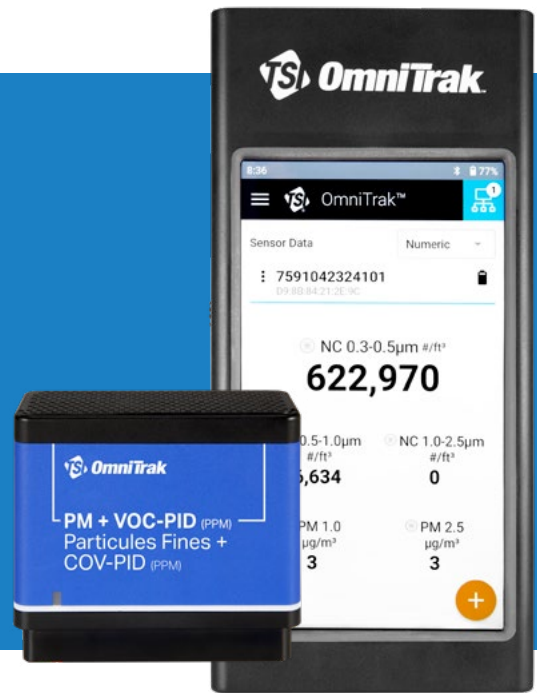 TSI OmniTrak™
8:36 77%
TSI OmniTrak™ 1
Sensor Data Numeric
7591042324101
D9:8B:84:21:2E:9C
NC 0.3-0.5µm #/ft³
622,970
0.5-1.0µm NC 1.0-2.5µm
#/ft³ #/ft³
,634 0
PM 1.0 PM 2.5
µg/m³ µg/m³
3 3
+
TSI OmniTrak
PM + VOC-PID (PPM)
Particules Fines +
COV-PID (PPM)